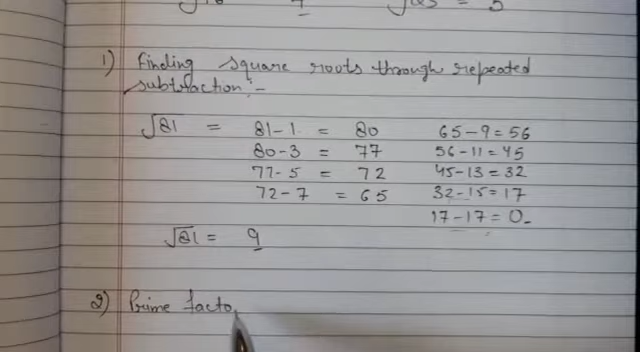 1) Finding square roots through repeated
subtraction:-
√81 = 81-1 = 80
80-3 = 77
77-5 = 72
72-7 = 65
65-9=56
56-11=45
45-13=32
32-15=17
17-17=0
√81 = 9
2) Prime facto